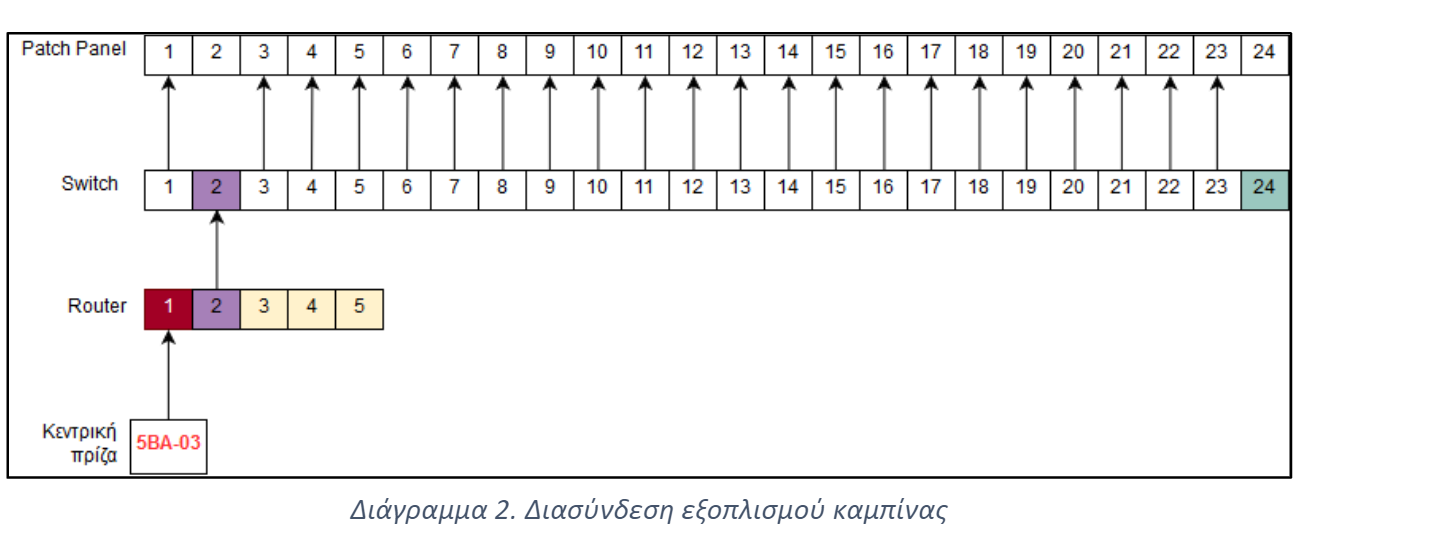 Patch Panel 1 2 3 4 5 6 7 8 9 10 11 12 13 14 15 16 17 18 19 20 21 22 23 24
Switch 1 2 3 4 5 6 7 8 9 10 11 12 13 14 15 16 17 18 19 20 21 22 23 24
Router 1 2 3 4 5
Κεντρική
πρίζα
5BA-03
Διάγραμμα 2. Διασύνδεση εξοπλισμού καμπίνας